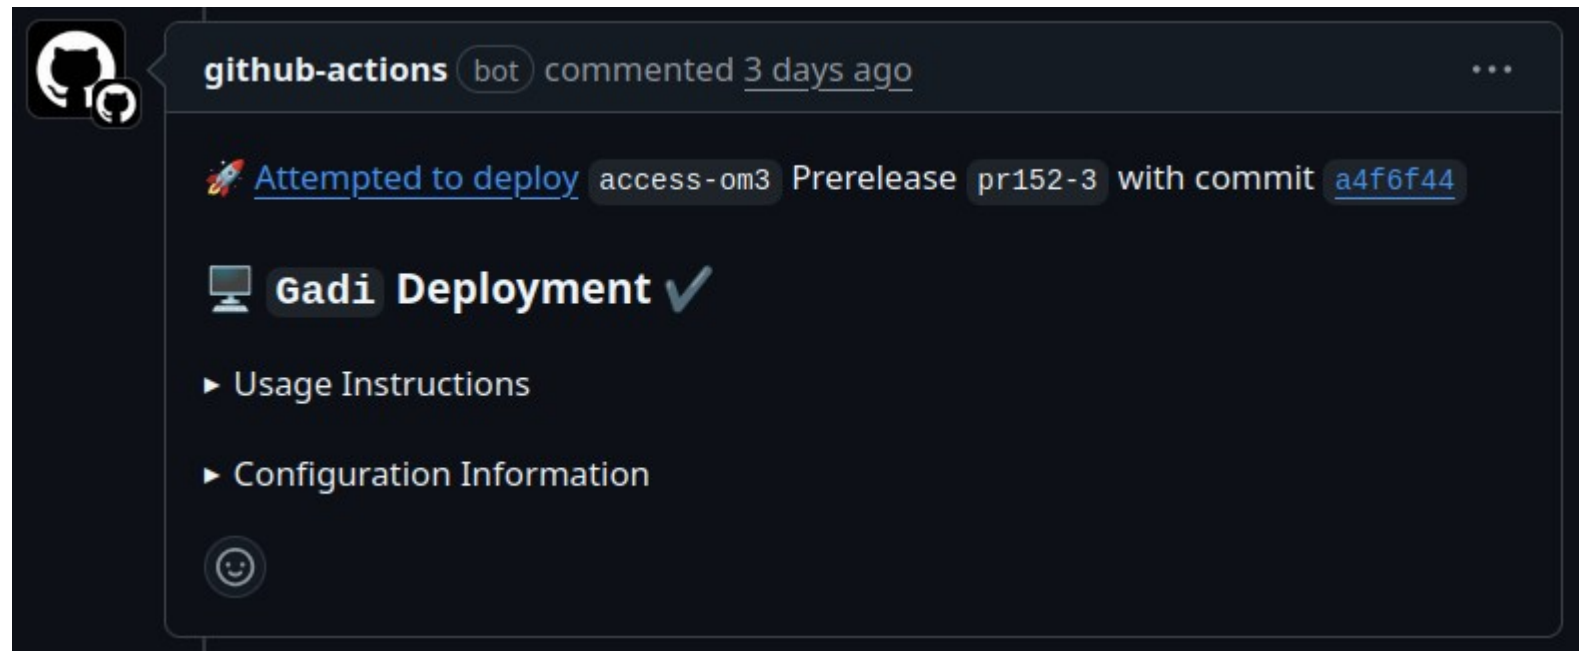 github-actions bot commented 3 days ago
🚀 Attempted to deploy access-om3 Prerelease pr152-3 with commit a4f6f44
🖥️ Gadi Deployment ✔️
▸ Usage Instructions
▸ Configuration Information